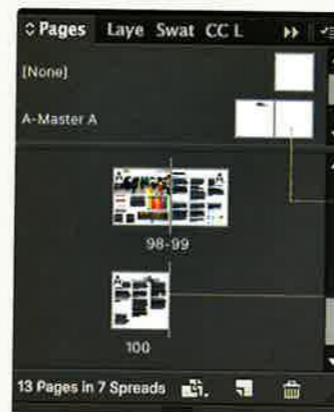 Pages Laye Swat CC L
[None]
A-Master A
A A
98-99
A
100
13 Pages in 7 Spreads